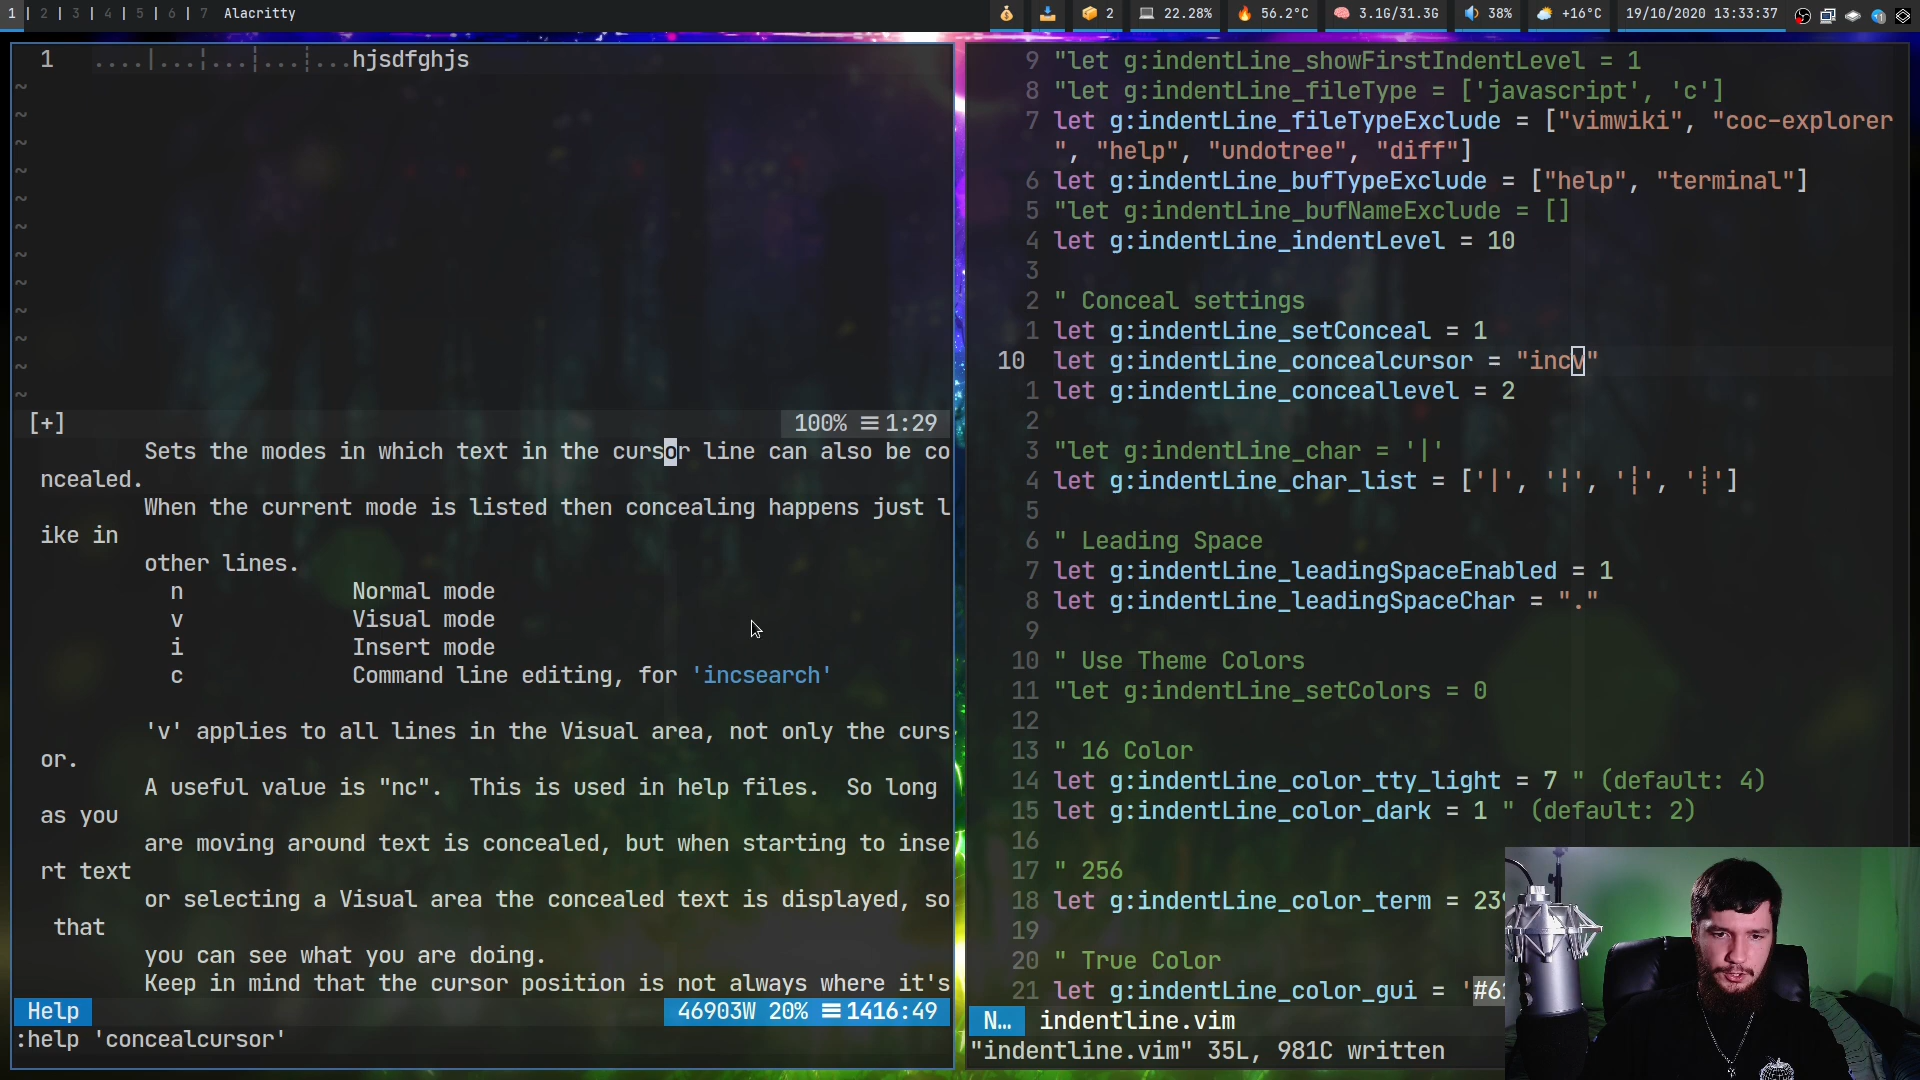 1 | 2 | 3 | 4 | 5 | 6 | 7 Alacritty
2 22.28% 56.2°C 3.1G/31.3G 38% +16°C 19/10/2020 13:33:37
1 ....|...¦...┆...┊...hjsdfghjs
~
~
~
~
~
~
~
~
~
~
~
~
[+] 100% ☰ 1:29
Sets the modes in which text in the cursor line can also be co
ncealed.
When the current mode is listed then concealing happens just l
ike in
other lines.
n Normal mode
v Visual mode
i Insert mode
c Command line editing, for 'incsearch'
'v' applies to all lines in the Visual area, not only the curs
or.
A useful value is "nc".  This is used in help files.  So long
as you
are moving around text is concealed, but when starting to inse
rt text
or selecting a Visual area the concealed text is displayed, so
that
you can see what you are doing.
Keep in mind that the cursor position is not always where it's
Help 46903W 20% ☰ 1416:49
:help 'concealcursor'
9 "let g:indentLine_showFirstIndentLevel = 1
8 "let g:indentLine_fileType = ['javascript', 'c']
7 let g:indentLine_fileTypeExclude = ["vimwiki", "coc-explorer
", "help", "undotree", "diff"]
6 let g:indentLine_bufTypeExclude = ["help", "terminal"]
5 "let g:indentLine_bufNameExclude = []
4 let g:indentLine_indentLevel = 10
3
2 " Conceal settings
1 let g:indentLine_setConceal = 1
10 let g:indentLine_concealcursor = "incv"
1 let g:indentLine_conceallevel = 2
2
3 "let g:indentLine_char = '|'
4 let g:indentLine_char_list = ['|', '¦', '┆', '┊']
5
6 " Leading Space
7 let g:indentLine_leadingSpaceEnabled = 1
8 let g:indentLine_leadingSpaceChar = "."
9
10 " Use Theme Colors
11 "let g:indentLine_setColors = 0
12
13 " 16 Color
14 let g:indentLine_color_tty_light = 7 " (default: 4)
15 let g:indentLine_color_dark = 1 " (default: 2)
16
17 " 256
18 let g:indentLine_color_term = 239
19
20 " True Color
21 let g:indentLine_color_gui = '#61
N… indentline.vim
"indentline.vim" 35L, 981C written